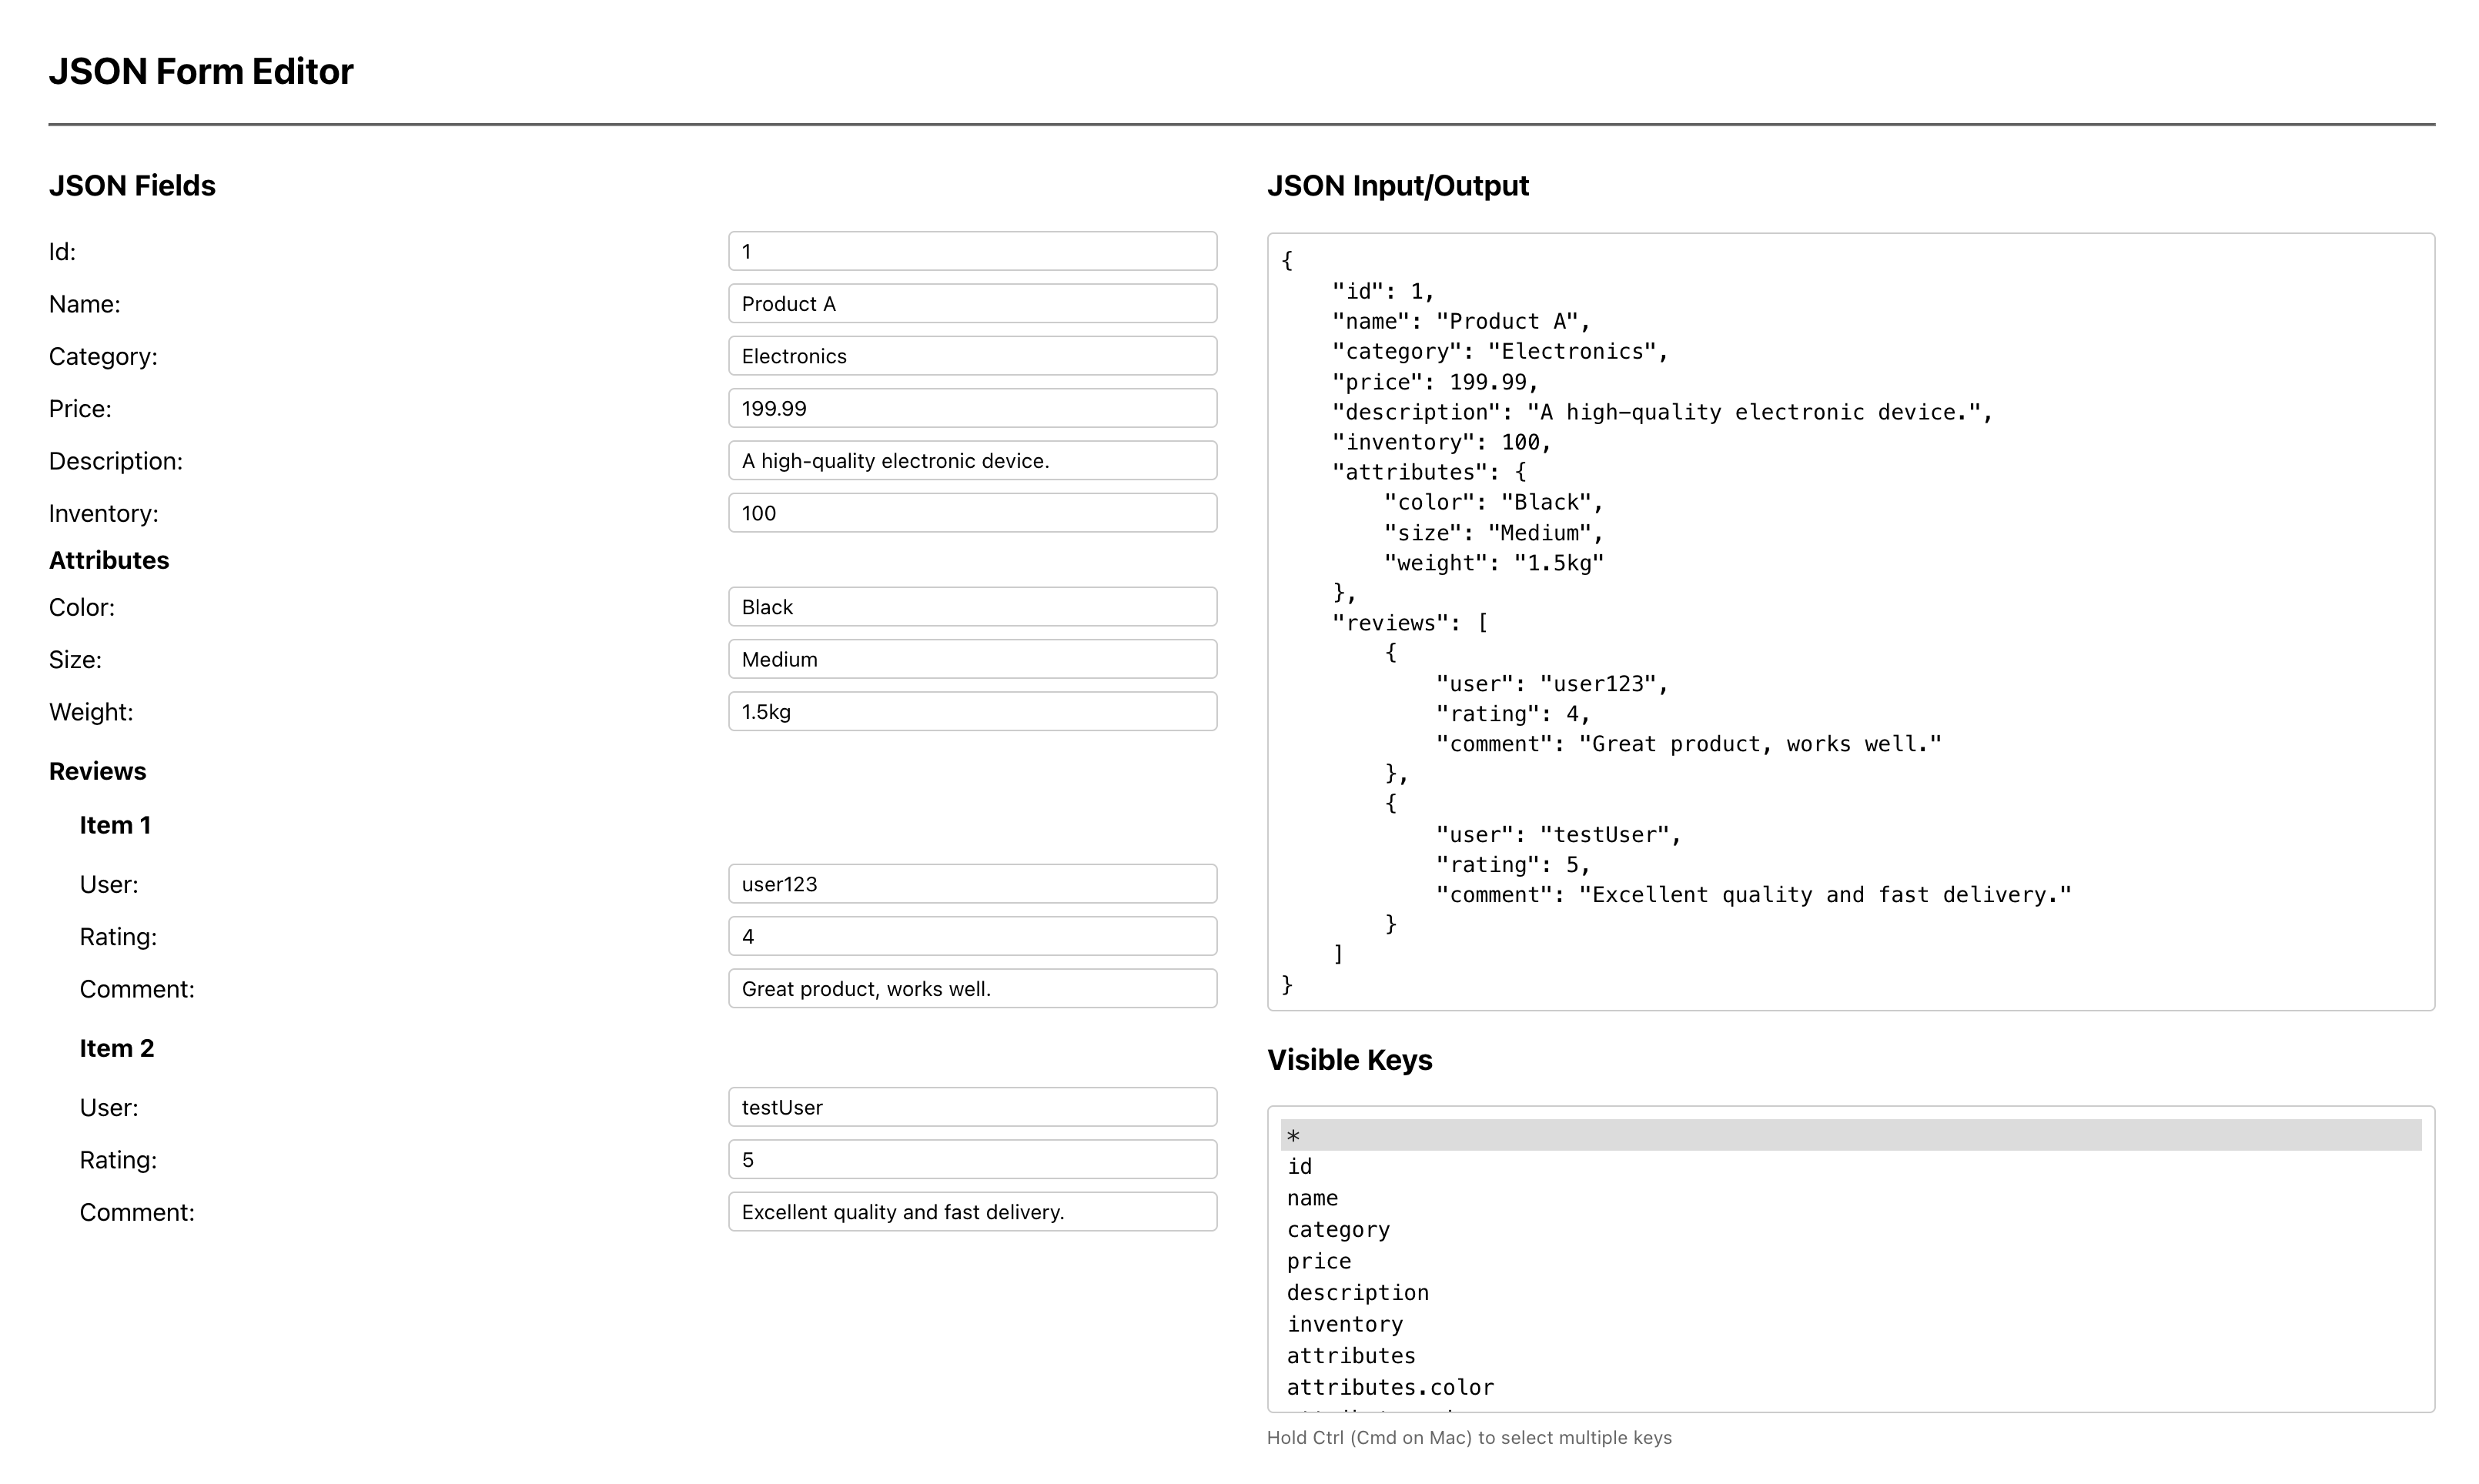 JSON Form Editor
JSON Fields
Id:
1
Name:
Product A
Category:
Electronics
Price:
199.99
Description:
A high-quality electronic device.
Inventory:
100
Attributes
Color:
Black
Size:
Medium
Weight:
1.5kg
Reviews
Item 1
User:
user123
Rating:
4
Comment:
Great product, works well.
Item 2
User:
testUser
Rating:
5
Comment:
Excellent quality and fast delivery.
JSON Input/Output
{
    "id": 1,
    "name": "Product A",
    "category": "Electronics",
    "price": 199.99,
    "description": "A high-quality electronic device.",
    "inventory": 100,
    "attributes": {
        "color": "Black",
        "size": "Medium",
        "weight": "1.5kg"
    },
    "reviews": [
        {
            "user": "user123",
            "rating": 4,
            "comment": "Great product, works well."
        },
        {
            "user": "testUser",
            "rating": 5,
            "comment": "Excellent quality and fast delivery."
        }
    ]
}
Visible Keys
*
id
name
category
price
description
inventory
attributes
attributes.color
Hold Ctrl (Cmd on Mac) to select multiple keys